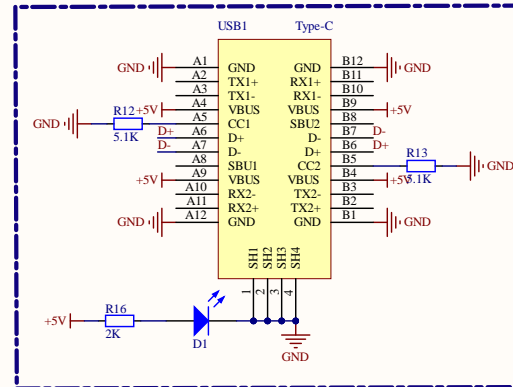 USB1 Type-C
GND A1 GND GND B12 GND
A2 TX1+ RX1+ B11
A3 TX1- RX1- B10
R12 +5V A4 VBUS VBUS B9 +5V
GND A5 CC1 SBU2 B8
5.1K D+ A6 D+ D- B7 D-
D- A7 D- D+ B6 D+
A8 SBU1 CC2 B5 R13
+5V A9 VBUS VBUS B4 +5V 5.1K GND
A10 RX2- TX2- B3
A11 RX2+ TX2+ B2
GND A12 GND GND B1 GND
SH1 SH2 SH3 SH4
1 2 3 4
+5V R16
2K D1
GND